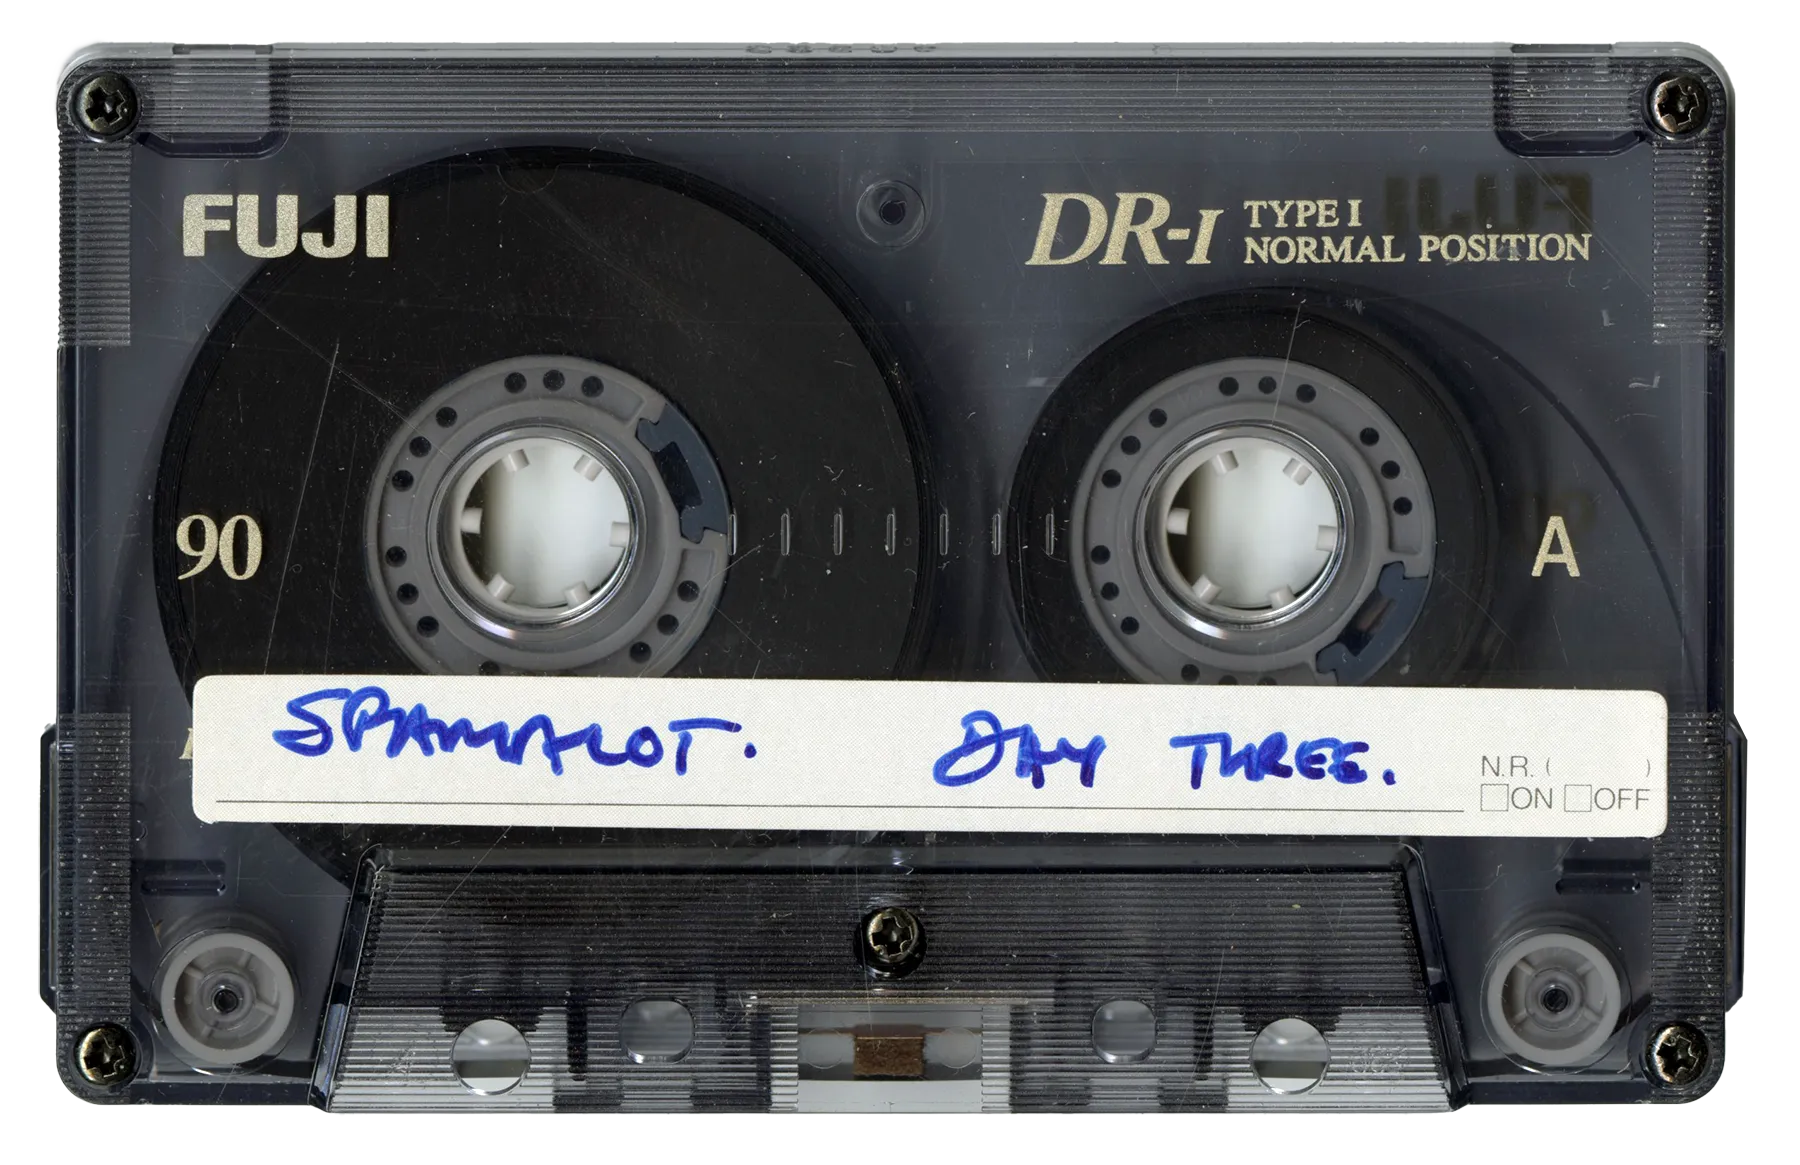 FUJI
DR-I TYPE I
NORMAL POSITION
90
A
SPAMALOT. DAY THREE.
N.R. ( )
ON OFF